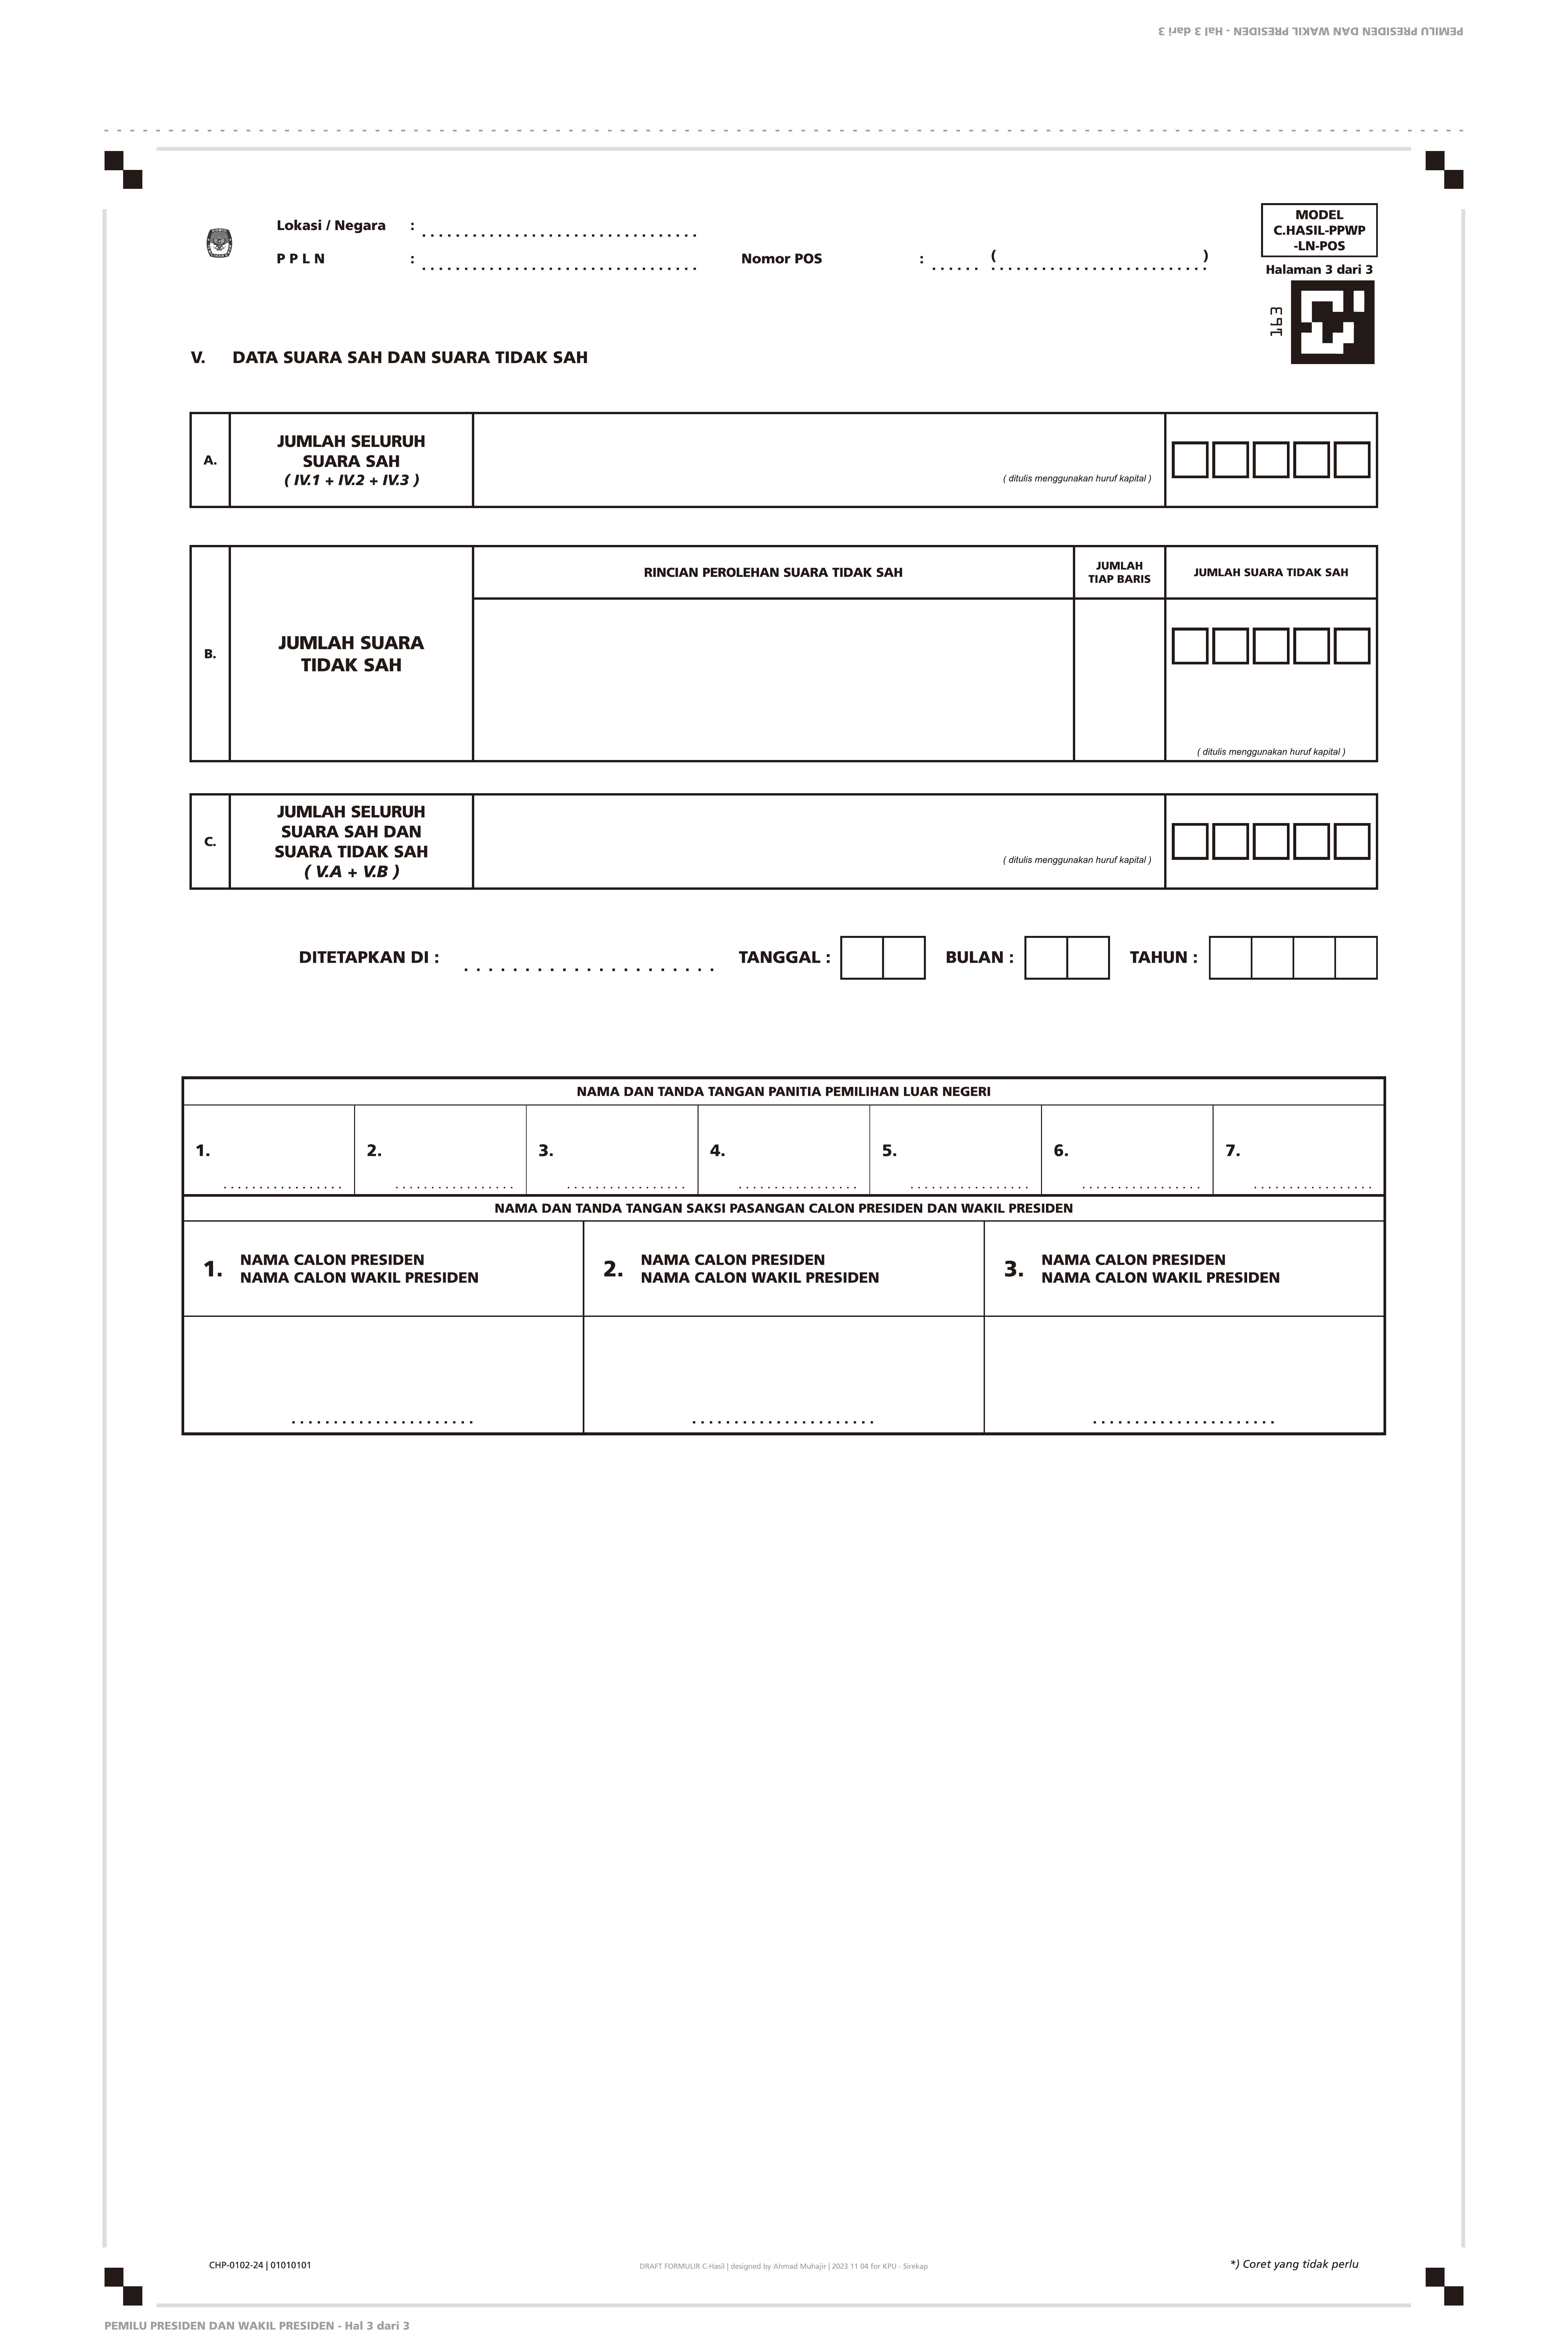 PEMILU PRESIDEN DAN WAKIL PRESIDEN - Hal 3 dari 3
Lokasi / Negara : .................................
P P L N : ................................. Nomor POS : ...... ( .......................... )
MODEL
C.HASIL-PPWP
-LN-POS
Halaman 3 dari 3
193
V. DATA SUARA SAH DAN SUARA TIDAK SAH
A.
JUMLAH SELURUH
SUARA SAH
( IV.1 + IV.2 + IV.3 )
( ditulis menggunakan huruf kapital )
B.
JUMLAH SUARA
TIDAK SAH
RINCIAN PEROLEHAN SUARA TIDAK SAH
JUMLAH
TIAP BARIS
JUMLAH SUARA TIDAK SAH
( ditulis menggunakan huruf kapital )
C.
JUMLAH SELURUH
SUARA SAH DAN
SUARA TIDAK SAH
( V.A + V.B )
( ditulis menggunakan huruf kapital )
DITETAPKAN DI : ..................... TANGGAL : BULAN : TAHUN :
NAMA DAN TANDA TANGAN PANITIA PEMILIHAN LUAR NEGERI
1. 2. 3. 4. 5. 6. 7.
................. ................. ................. ................. ................. ................. .................
NAMA DAN TANDA TANGAN SAKSI PASANGAN CALON PRESIDEN DAN WAKIL PRESIDEN
1. NAMA CALON PRESIDEN
NAMA CALON WAKIL PRESIDEN
2. NAMA CALON PRESIDEN
NAMA CALON WAKIL PRESIDEN
3. NAMA CALON PRESIDEN
NAMA CALON WAKIL PRESIDEN
...................... ...................... ......................
CHP-0102-24 | 01010101
DRAFT FORMULIR C-Hasil | designed by Ahmad Muhajir | 2023 11 04 for KPU - Sirekap
*) Coret yang tidak perlu
PEMILU PRESIDEN DAN WAKIL PRESIDEN - Hal 3 dari 3